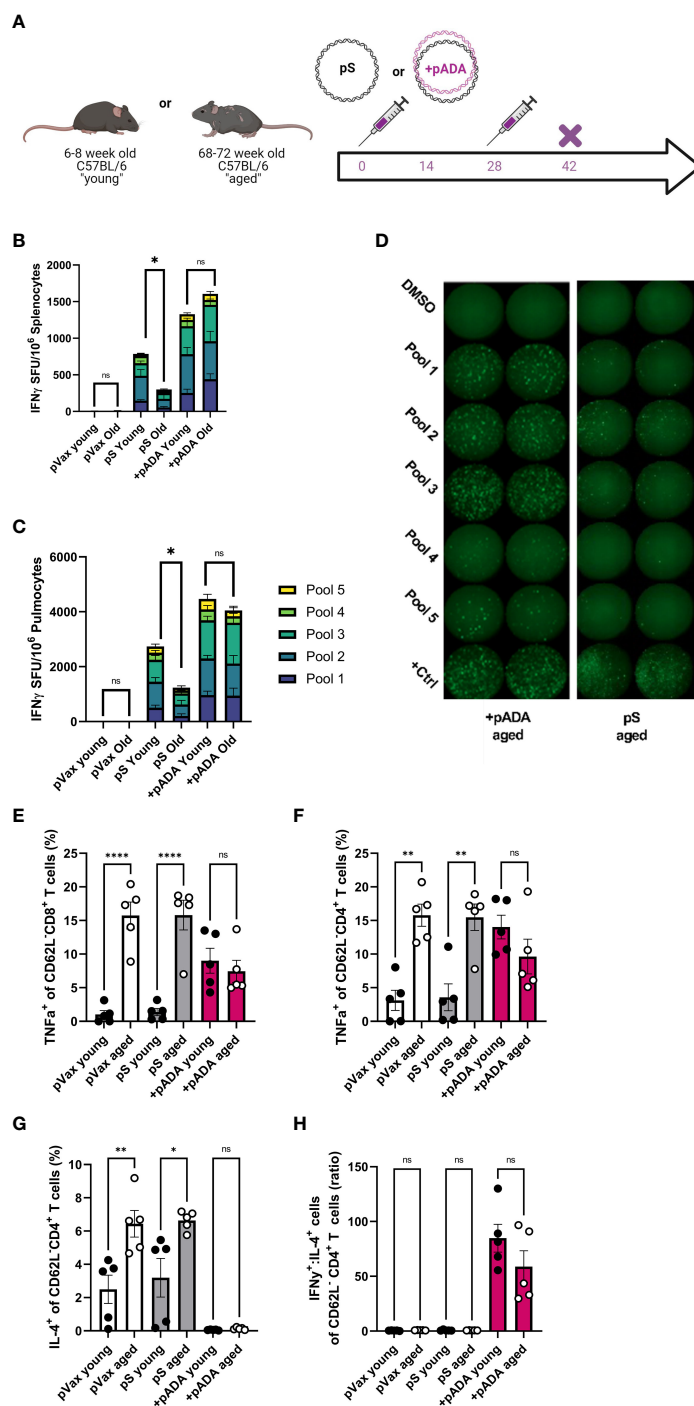 A
pS
or
+pADA
or
6-8 week old
C57BL/6
"young"
68-72 week old
C57BL/6
"aged"
0
14
28
42
B
IFNγ SFU/10⁶ Splenocytes
2000
1500
1000
500
0
ns
*
ns
pVax young
pVax Old
pS Young
pS Old
+pADA Young
+pADA Old
C
IFNγ SFU/10⁶ Pulmocytes
6000
4000
2000
0
ns
*
ns
pVax young
pVax Old
pS Young
pS Old
+pADA Young
+pADA Old
Pool 5
Pool 4
Pool 3
Pool 2
Pool 1
D
DMSO
Pool 1
Pool 2
Pool 3
Pool 4
Pool 5
+Ctrl
+pADA
aged
pS
aged
E
TNFa⁺ of CD62L⁻CD8⁺ T cells (%)
25
20
15
10
5
0
****
****
ns
pVax young
pVax aged
pS young
pS aged
+pADA young
+pADA aged
F
TNFa⁺ of CD62L⁻CD4⁺ T cells (%)
25
20
15
10
5
0
**
**
ns
pVax young
pVax aged
pS young
pS aged
+pADA young
+pADA aged
G
IL-4⁺ of CD62L⁻CD4⁺ T cells (%)
10
8
6
4
2
0
**
*
ns
pVax young
pVax aged
pS young
pS aged
+pADA young
+pADA aged
H
IFNy⁺:IL-4⁺ cells
of CD62L⁻ CD4⁺ T cells (ratio)
150
100
50
0
ns
ns
ns
pVax young
pVax aged
pS young
pS aged
+pADA young
+pADA aged